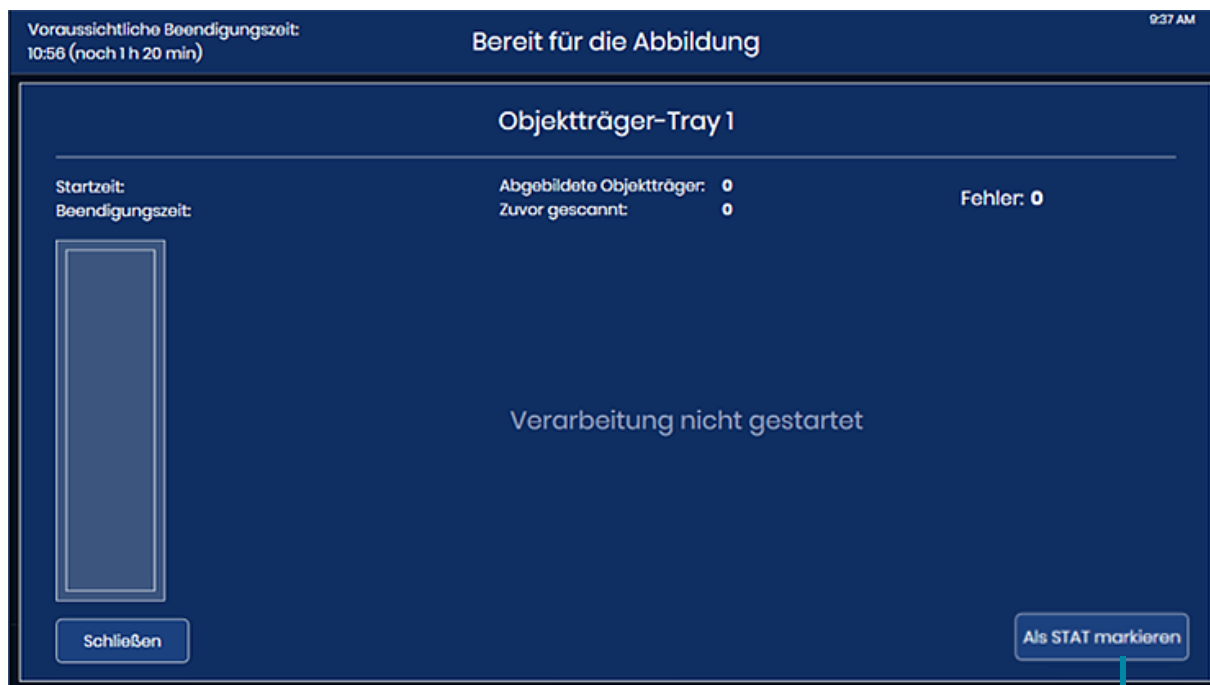 Voraussichtliche Beendigungszeit:
10:56 (noch 1 h 20 min)
Bereit für die Abbildung
9:37 AM
Objektträger-Tray 1
Startzeit:
Beendigungszeit:
Abgebildete Objektträger: 0
Zuvor gescannt: 0
Fehler: 0
Verarbeitung nicht gestartet
Schließen
Als STAT markieren